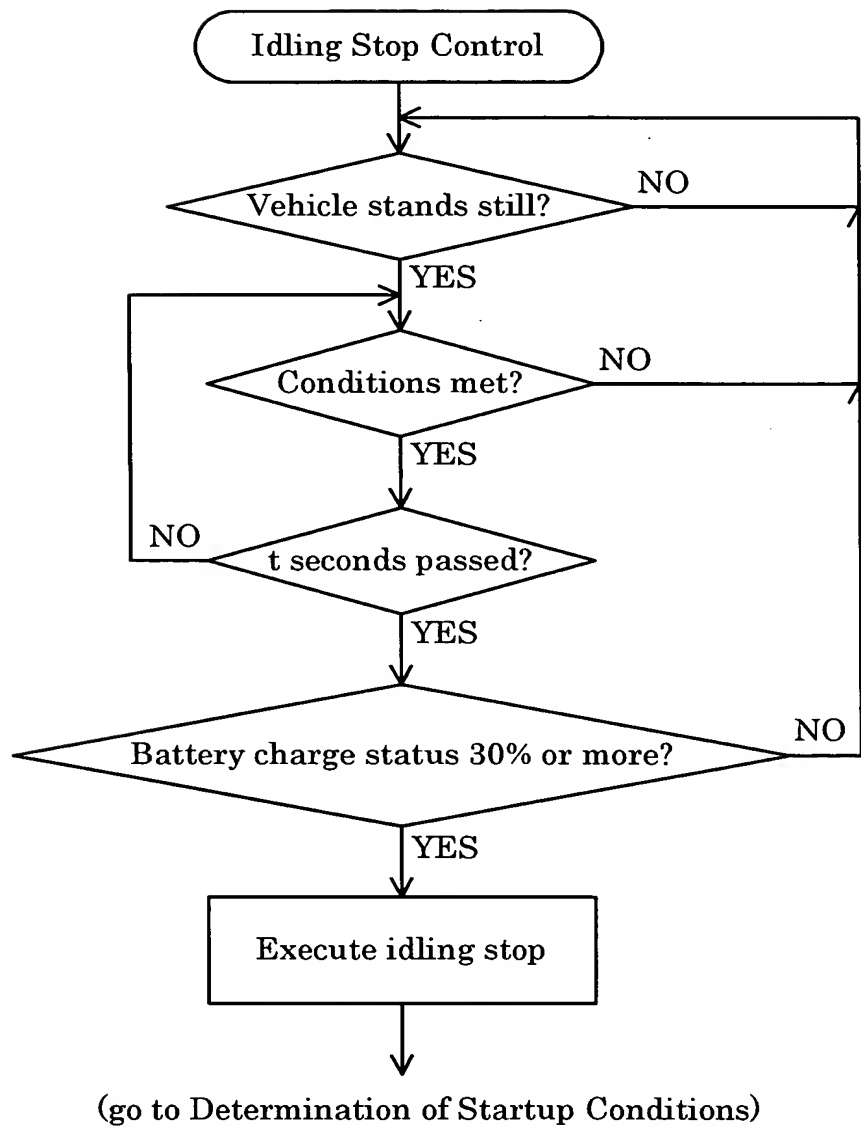 Idling Stop Control
Vehicle stands still?
NO
YES
Conditions met?
NO
YES
t seconds passed?
NO
YES
Battery charge status 30% or more?
NO
YES
Execute idling stop
(go to Determination of Startup Conditions)